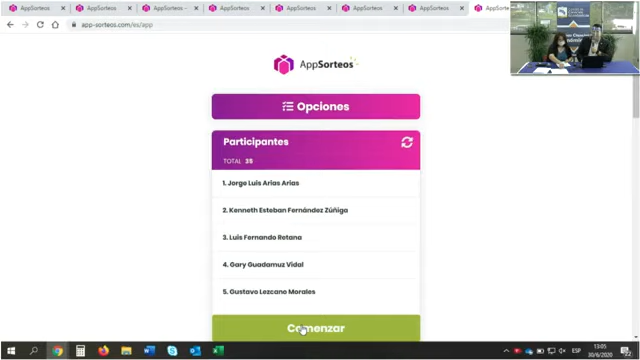 AppSorteos
AppSorteos
AppSorteos -
AppSorteos
AppSorteos
AppSorteos
AppSorteos
AppSorteo
app-sorteos.com/es/app
AppSorteos
Opciones
Participantes
TOTAL 35
1. Jorge Luis Arias Arias
2. Kenneth Esteban Fernández Zúñiga
3. Luis Fernando Retana
4. Gary Guadamuz Vidal
5. Gustavo Lezcano Morales
Comenzar
ESP
13:05
30/6/2020